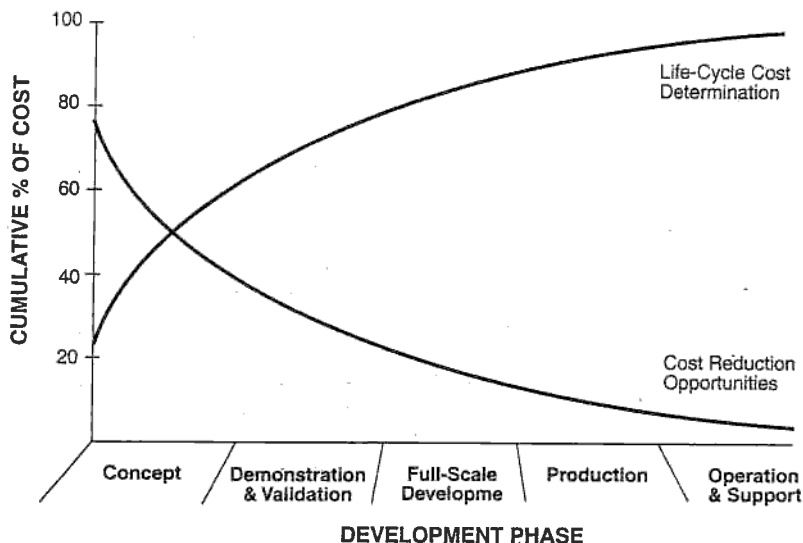 CUMULATIVE % OF COST
100
80
60
40
20
Life-Cycle Cost
Determination
Cost Reduction
Opportunities
Concept
Demonstration
& Validation
Full-Scale
Developme
Production
Operation
& Support
DEVELOPMENT PHASE